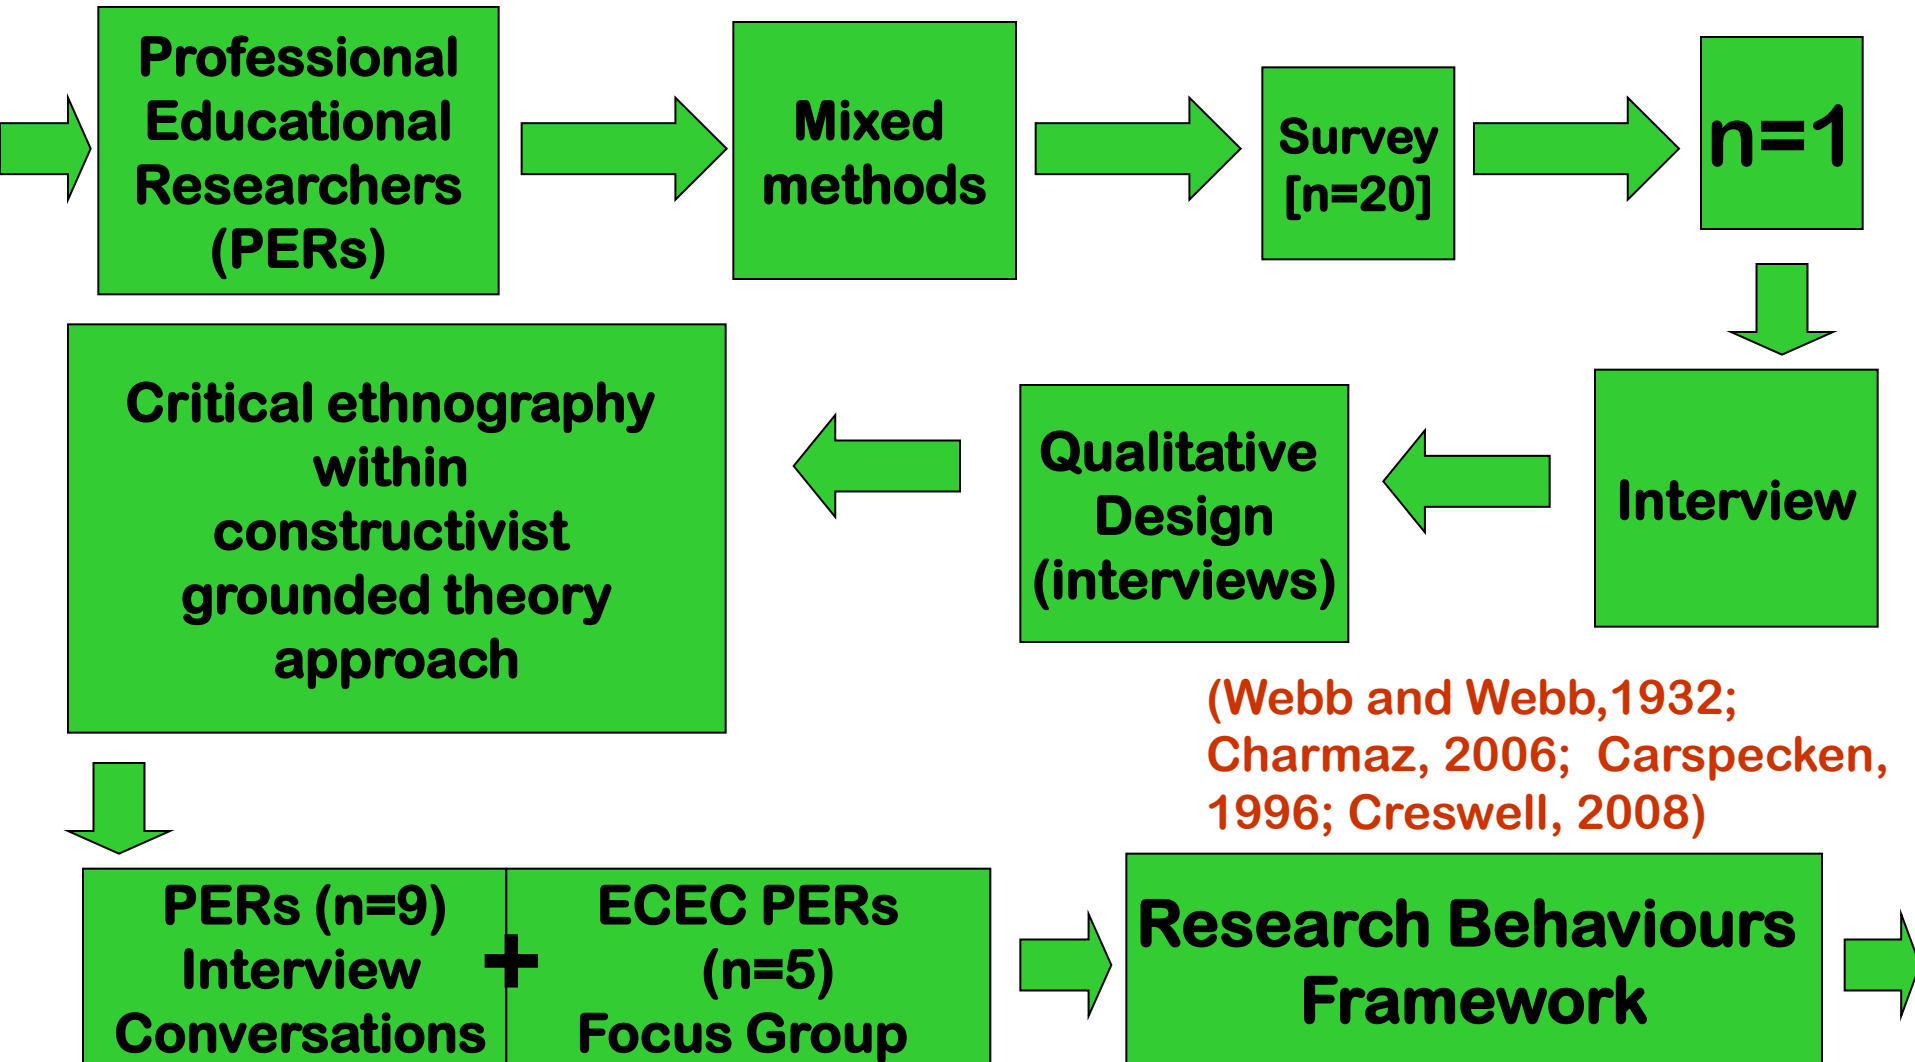 Professional
Educational
Researchers
(PERs)
Mixed
methods
Survey
[n=20]
n=1
Interview
Qualitative
Design
(interviews)
Critical ethnography
within
constructivist
grounded theory
approach
(Webb and Webb,1932;
Charmaz, 2006;  Carspecken,
1996; Creswell, 2008)
PERs (n=9)
Interview
Conversations
+
ECEC PERs
(n=5)
Focus Group
Research Behaviours
Framework